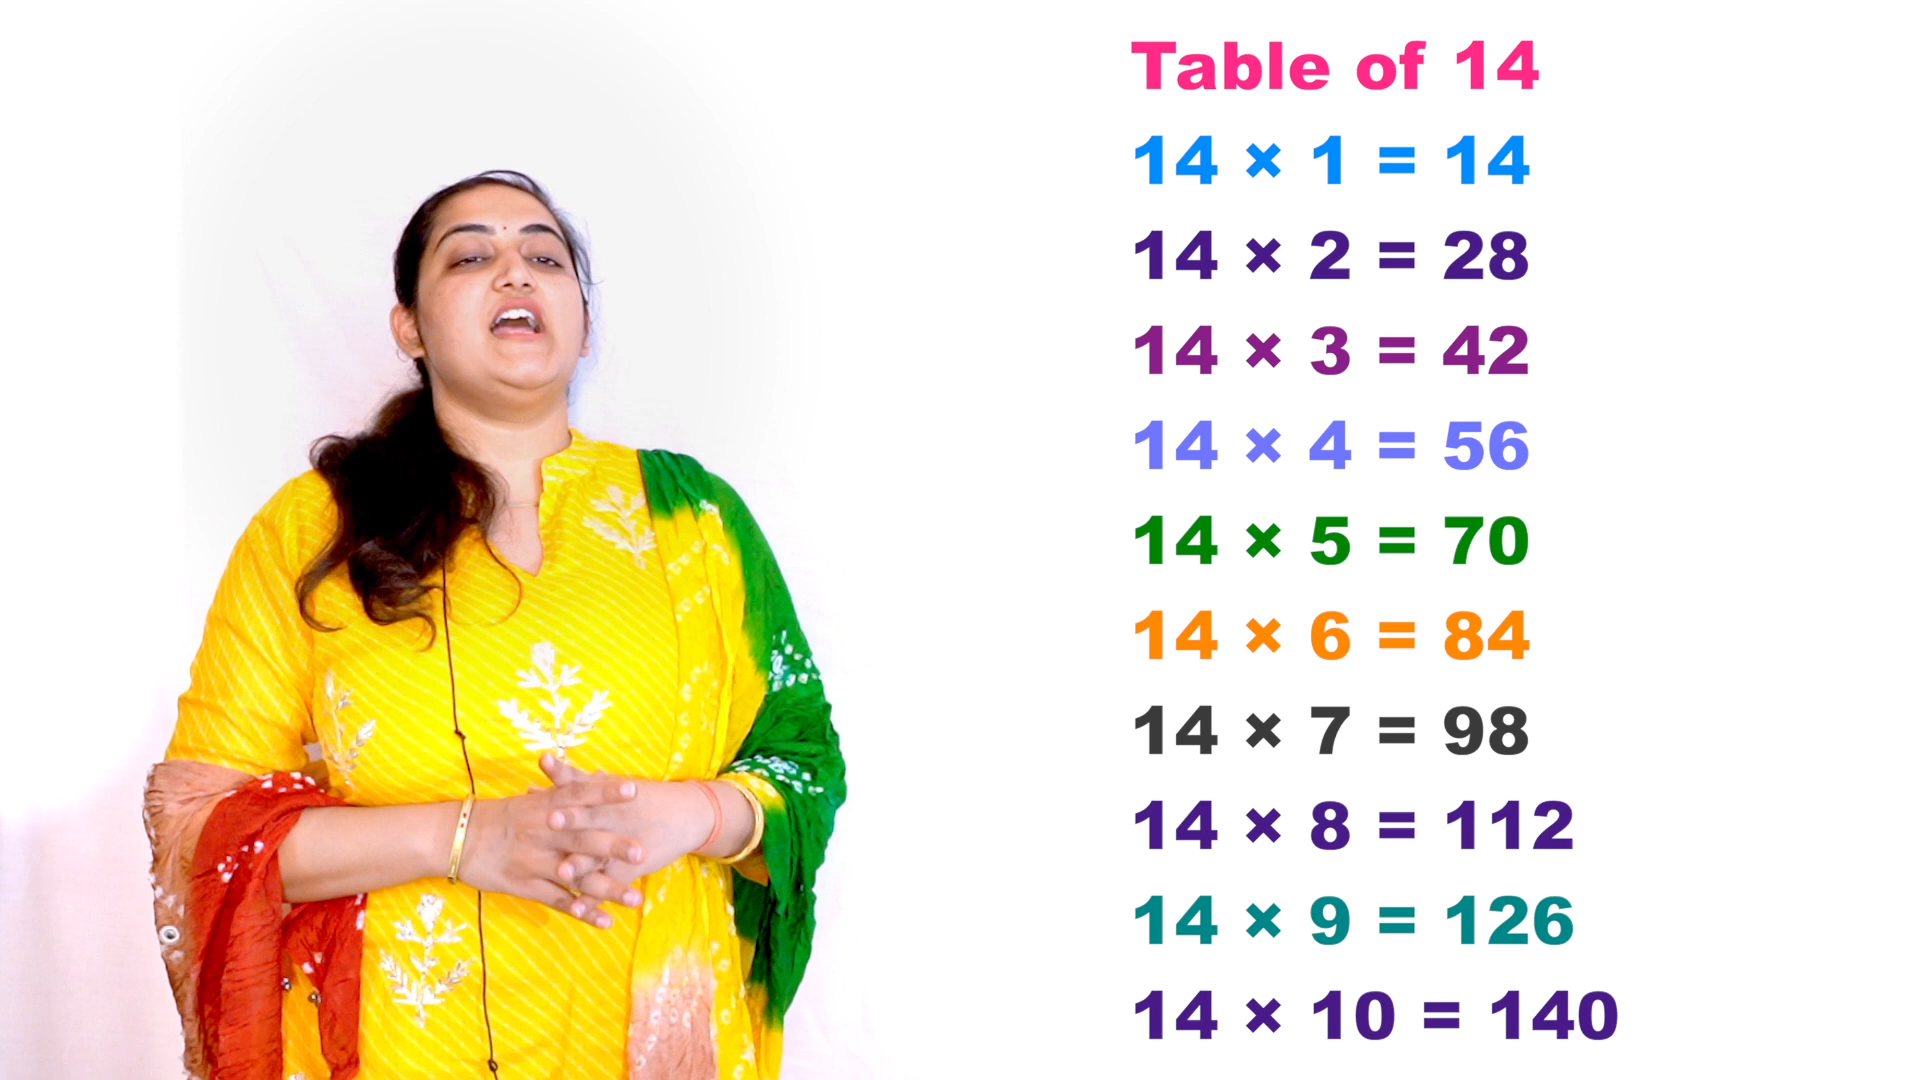 Table of 14
14 × 1 = 14
14 × 2 = 28
14 × 3 = 42
14 × 4 = 56
14 × 5 = 70
14 × 6 = 84
14 × 7 = 98
14 × 8 = 112
14 × 9 = 126
14 × 10 = 140